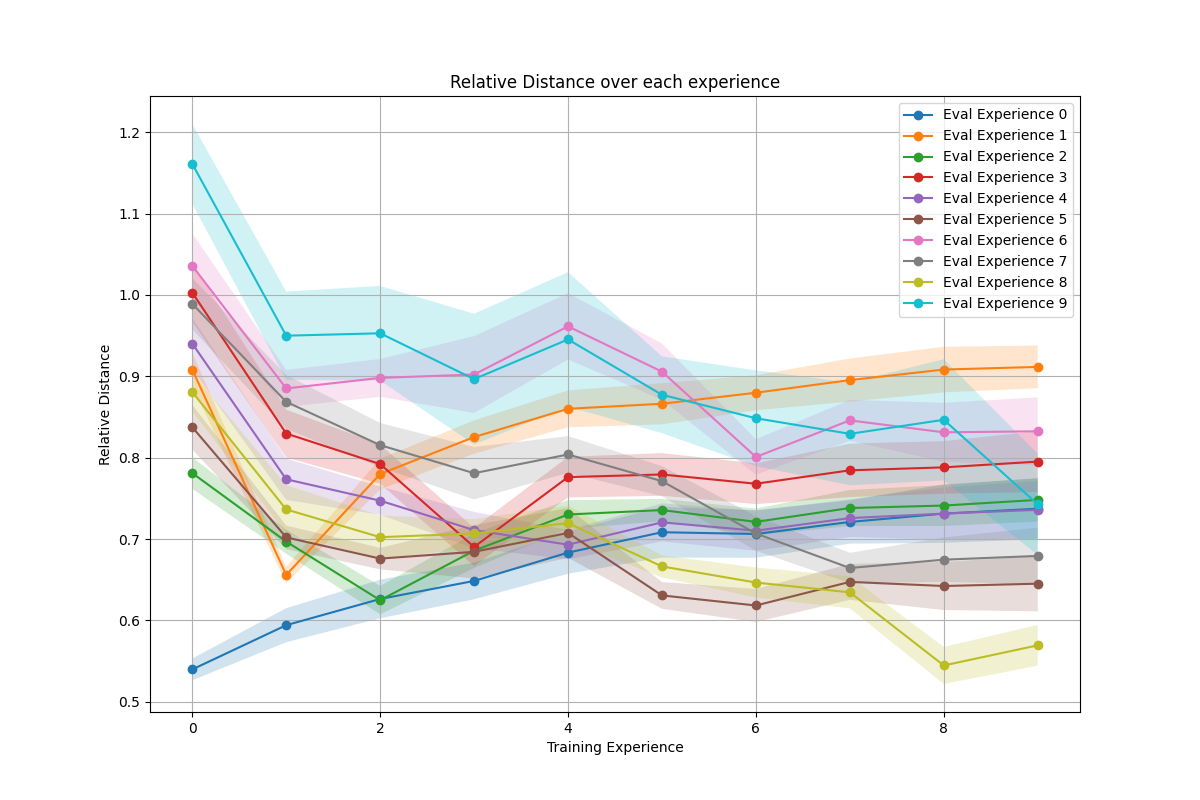 Relative Distance over each experience
Eval Experience 0
Eval Experience 1
Eval Experience 2
Eval Experience 3
Eval Experience 4
Eval Experience 5
Eval Experience 6
Eval Experience 7
Eval Experience 8
Eval Experience 9
Relative Distance
1.2
1.1
1.0
0.9
0.8
0.7
0.6
0.5
0 2 4 6 8
Training Experience